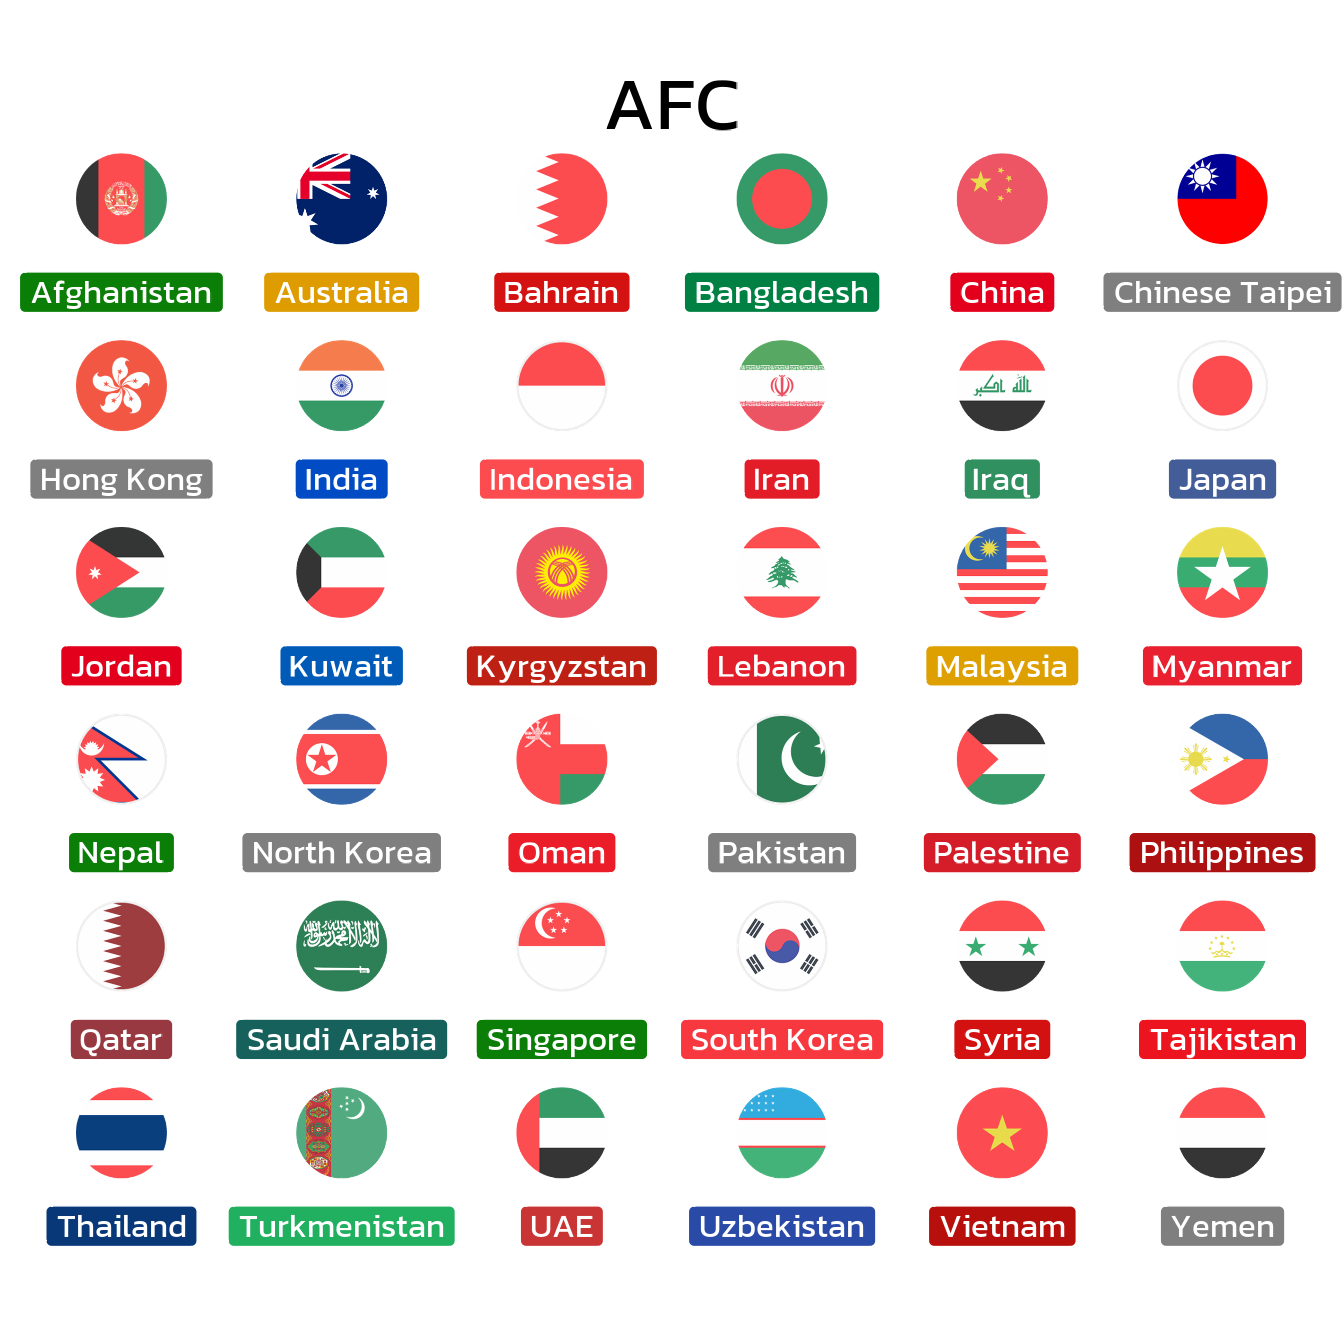 AFC
Afghanistan
Australia
Bahrain
Bangladesh
China
Chinese Taipei
Hong Kong
India
Indonesia
Iran
الله اكبر
Iraq
Japan
Jordan
Kuwait
Kyrgyzstan
Lebanon
Malaysia
Myanmar
Nepal
North Korea
Oman
Pakistan
Palestine
Philippines
Qatar
Saudi Arabia
Singapore
South Korea
Syria
Tajikistan
Thailand
Turkmenistan
UAE
Uzbekistan
Vietnam
Yemen